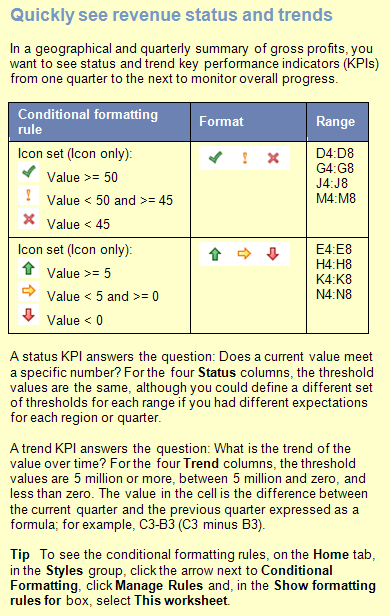 Quickly see revenue status and trends
In a geographical and quarterly summary of gross profits, you
want to see status and trend key performance indicators (KPIs)
from one quarter to the next to monitor overall progress.
Conditional formatting
rule
Format
Range
Icon set (Icon only):
Value >= 50
Value < 50 and >= 45
Value < 45
D4:D8
G4:G8
J4:J8
M4:M8
Icon set (Icon only):
Value >= 5
Value < 5 and >= 0
Value < 0
E4:E8
H4:H8
K4:K8
N4:N8
A status KPI answers the question: Does a current value meet
a specific number? For the four Status columns, the threshold
values are the same, although you could define a different set
of thresholds for each range if you had different expectations
for each region or quarter.
A trend KPI answers the question: What is the trend of the
value over time? For the four Trend columns, the threshold
values are 5 million or more, between 5 million and zero, and
less than zero. The value in the cell is the difference between
the current quarter and the previous quarter expressed as a
formula; for example, C3-B3 (C3 minus B3).
Tip To see the conditional formatting rules, on the Home tab,
in the Styles group, click the arrow next to Conditional
Formatting, click Manage Rules and, in the Show formatting
rules for box, select This worksheet.